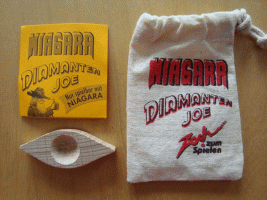 NIAGARA
DIAMANTEN
JOE
Nur spielbar mit
NIAGARA
NIAGARA
DIAMANTEN
JOE
Zoch
zum
Spielen